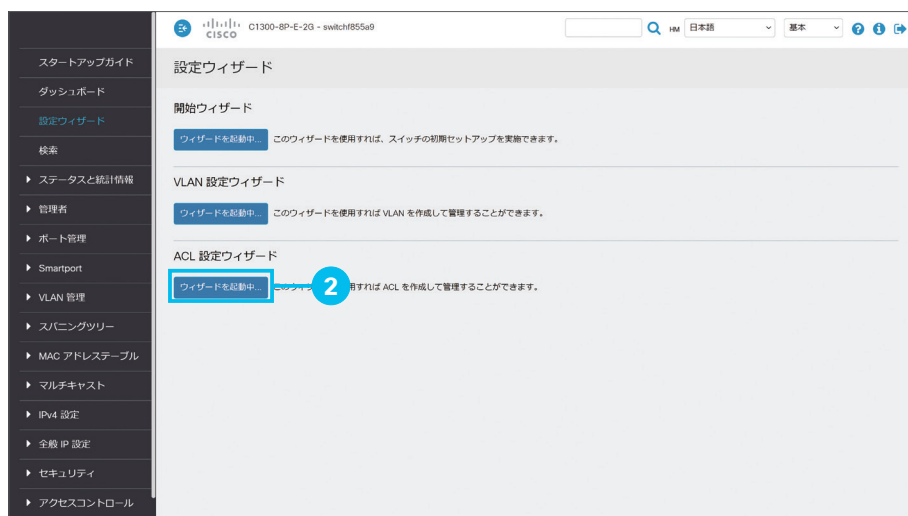 CISCO C1300-8P-E-2G - switchf855a9 HM 日本語 基本
スタートアップガイド
ダッシュボード
設定ウィザード
検索
ステータスと統計情報
管理者
ポート管理
Smartport
VLAN 管理
スパニングツリー
MAC アドレステーブル
マルチキャスト
IPv4 設定
全般 IP 設定
セキュリティ
アクセスコントロール
設定ウィザード
開始ウィザード
ウィザードを起動中... このウィザードを使用すれば、スイッチの初期セットアップを実施できます。
VLAN 設定ウィザード
ウィザードを起動中... このウィザードを使用すれば VLAN を作成して管理することができます。
ACL 設定ウィザード
ウィザードを起動中... 2 用すれば ACL を作成して管理することができます。